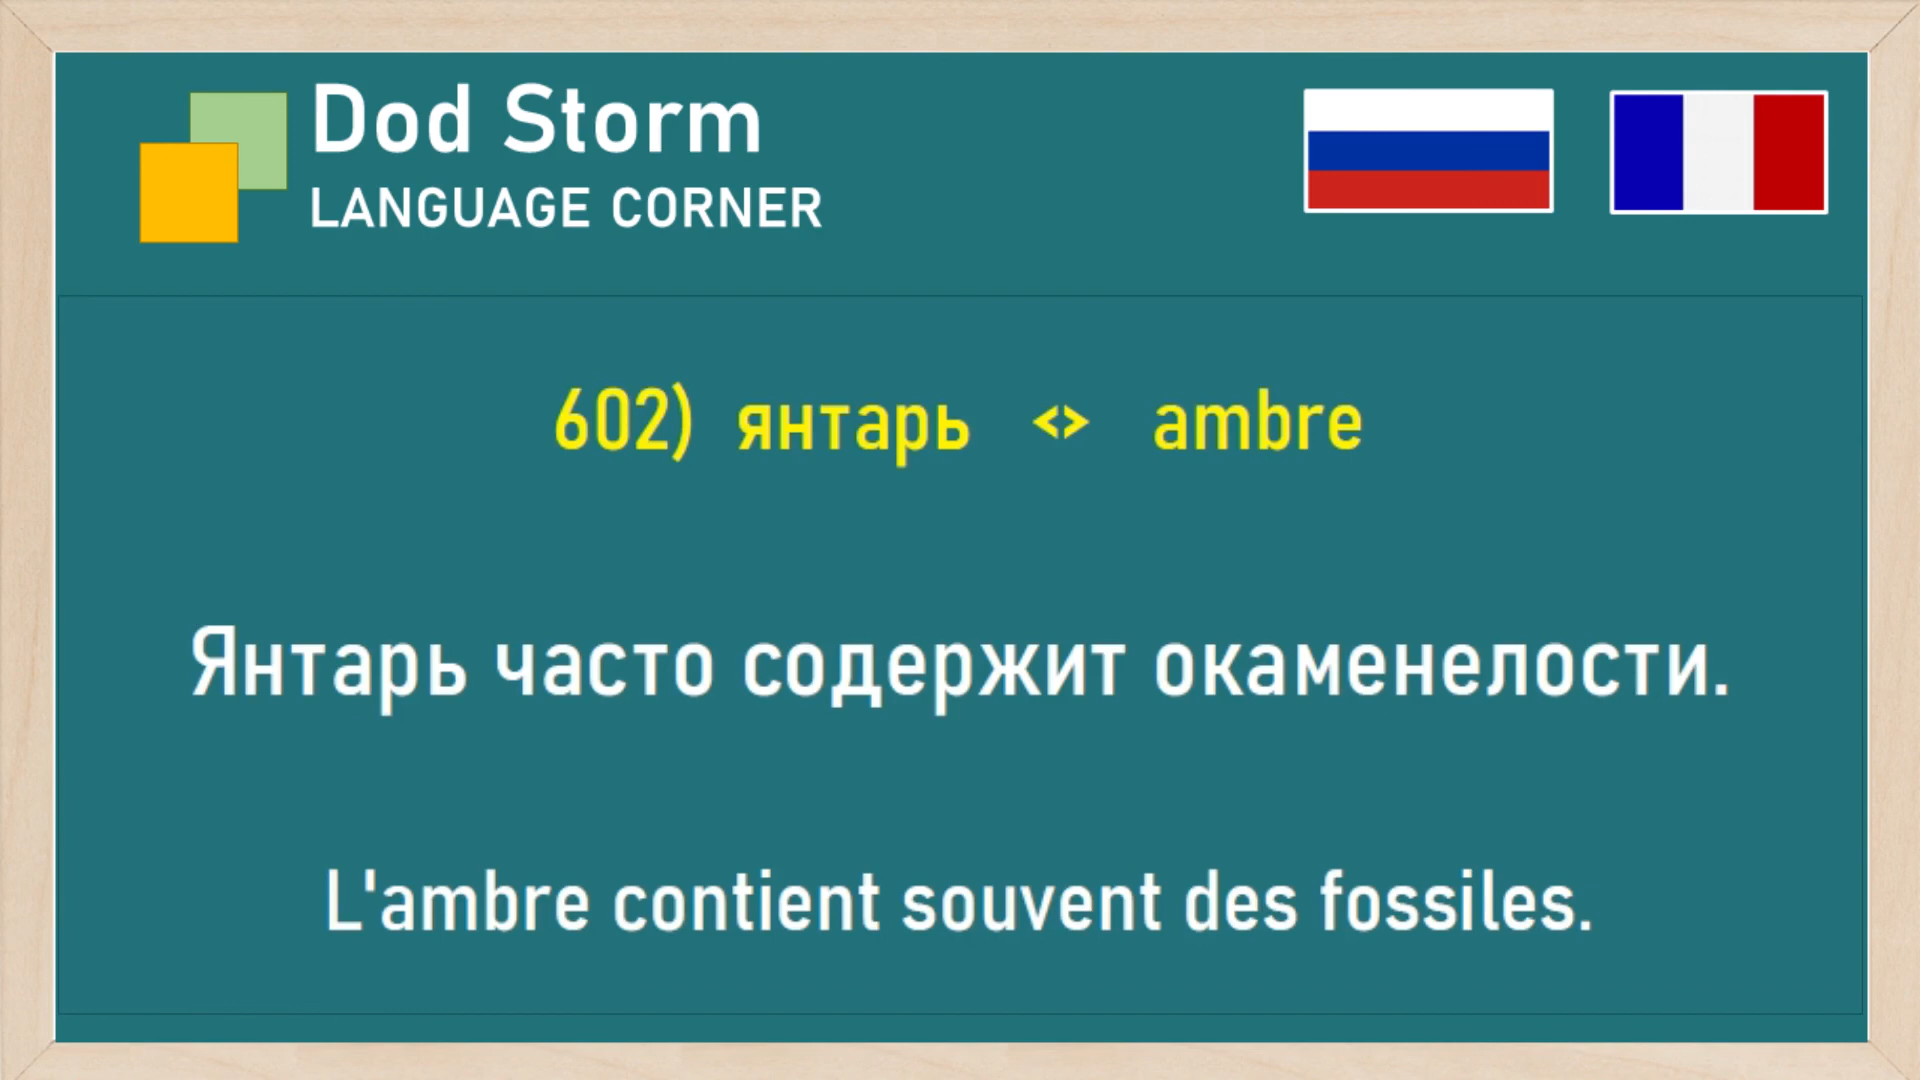 Dod Storm
LANGUAGE CORNER
602) янтарь <> ambre
Янтарь часто содержит окаменелости.
L'ambre contient souvent des fossiles.